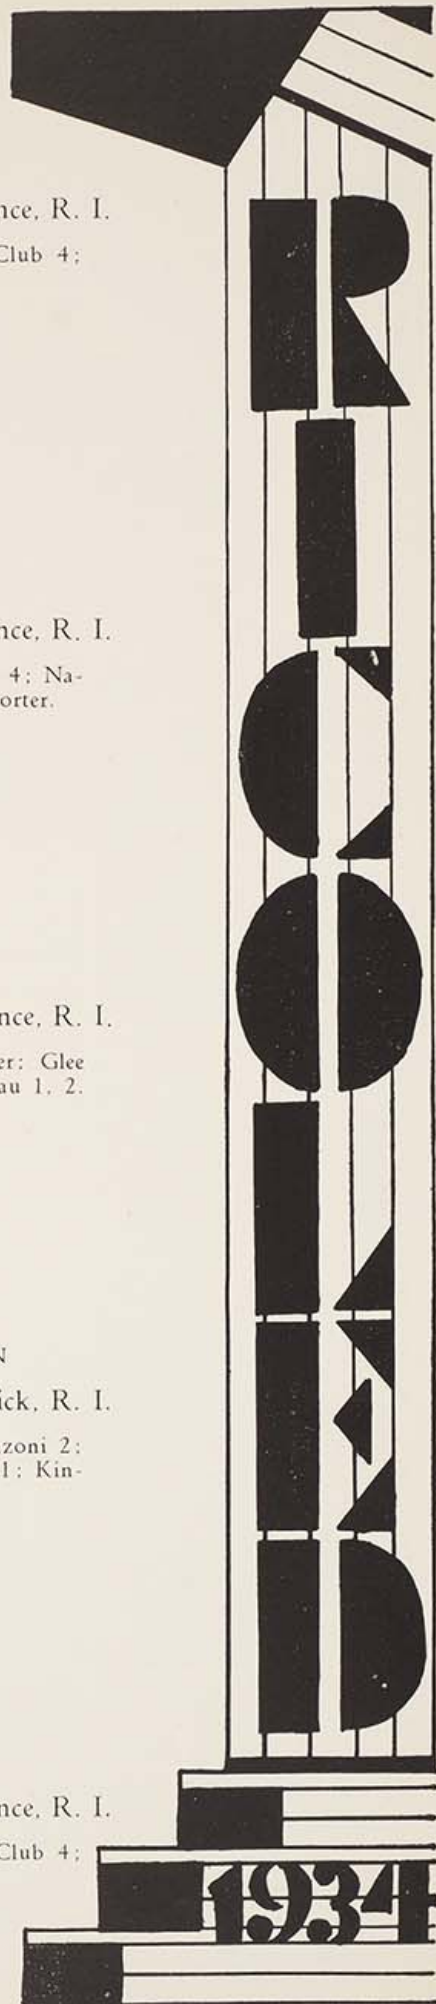 nce, R. I.
Club 4;
nce, R. I.
4; Na-
orter.
nce, R. I.
er; Glee
au 1, 2.
N
ick, R. I.
zoni 2;
1; Kin-
nce, R. I.
Club 4;
R
I
C
O
L
E
D
1934